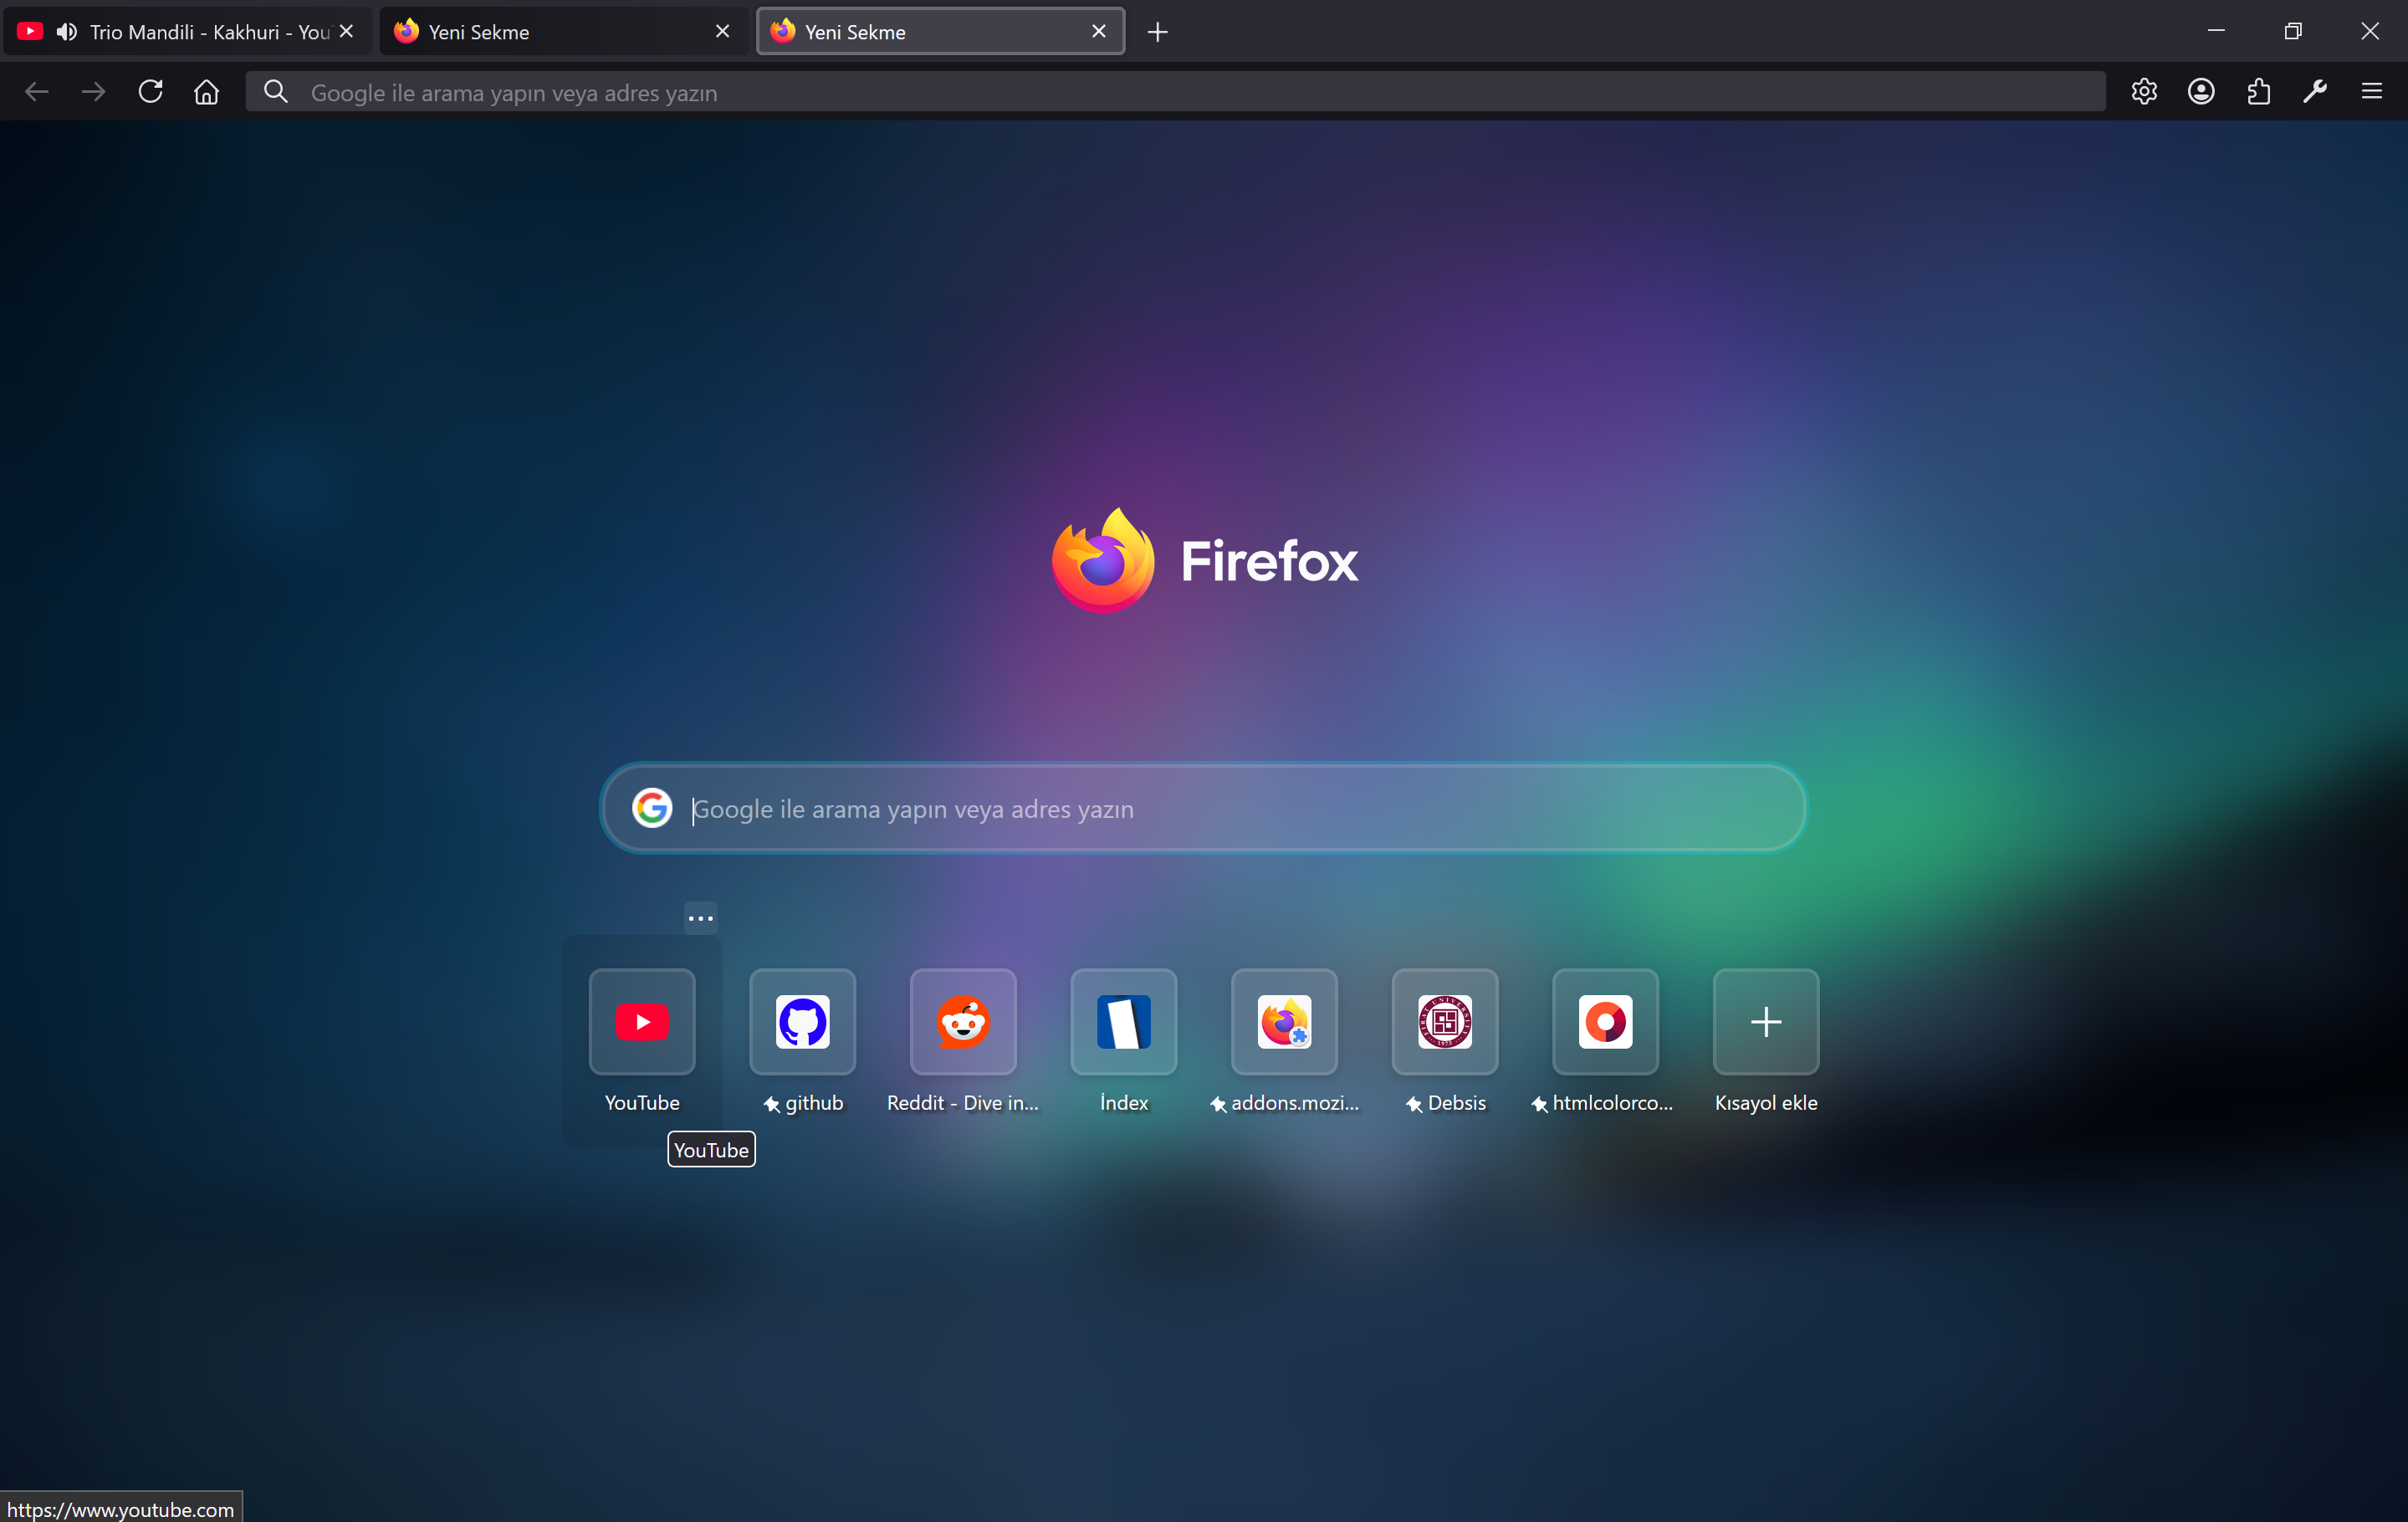 Trio Mandili - Kakhuri - You
Yeni Sekme
Yeni Sekme
Google ile arama yapın veya adres yazın
Firefox
Google ile arama yapın veya adres yazın
YouTube
github
Reddit - Dive in...
İndex
addons.mozi...
Debsis
htmlcolorco...
Kısayol ekle
YouTube
https://www.youtube.com